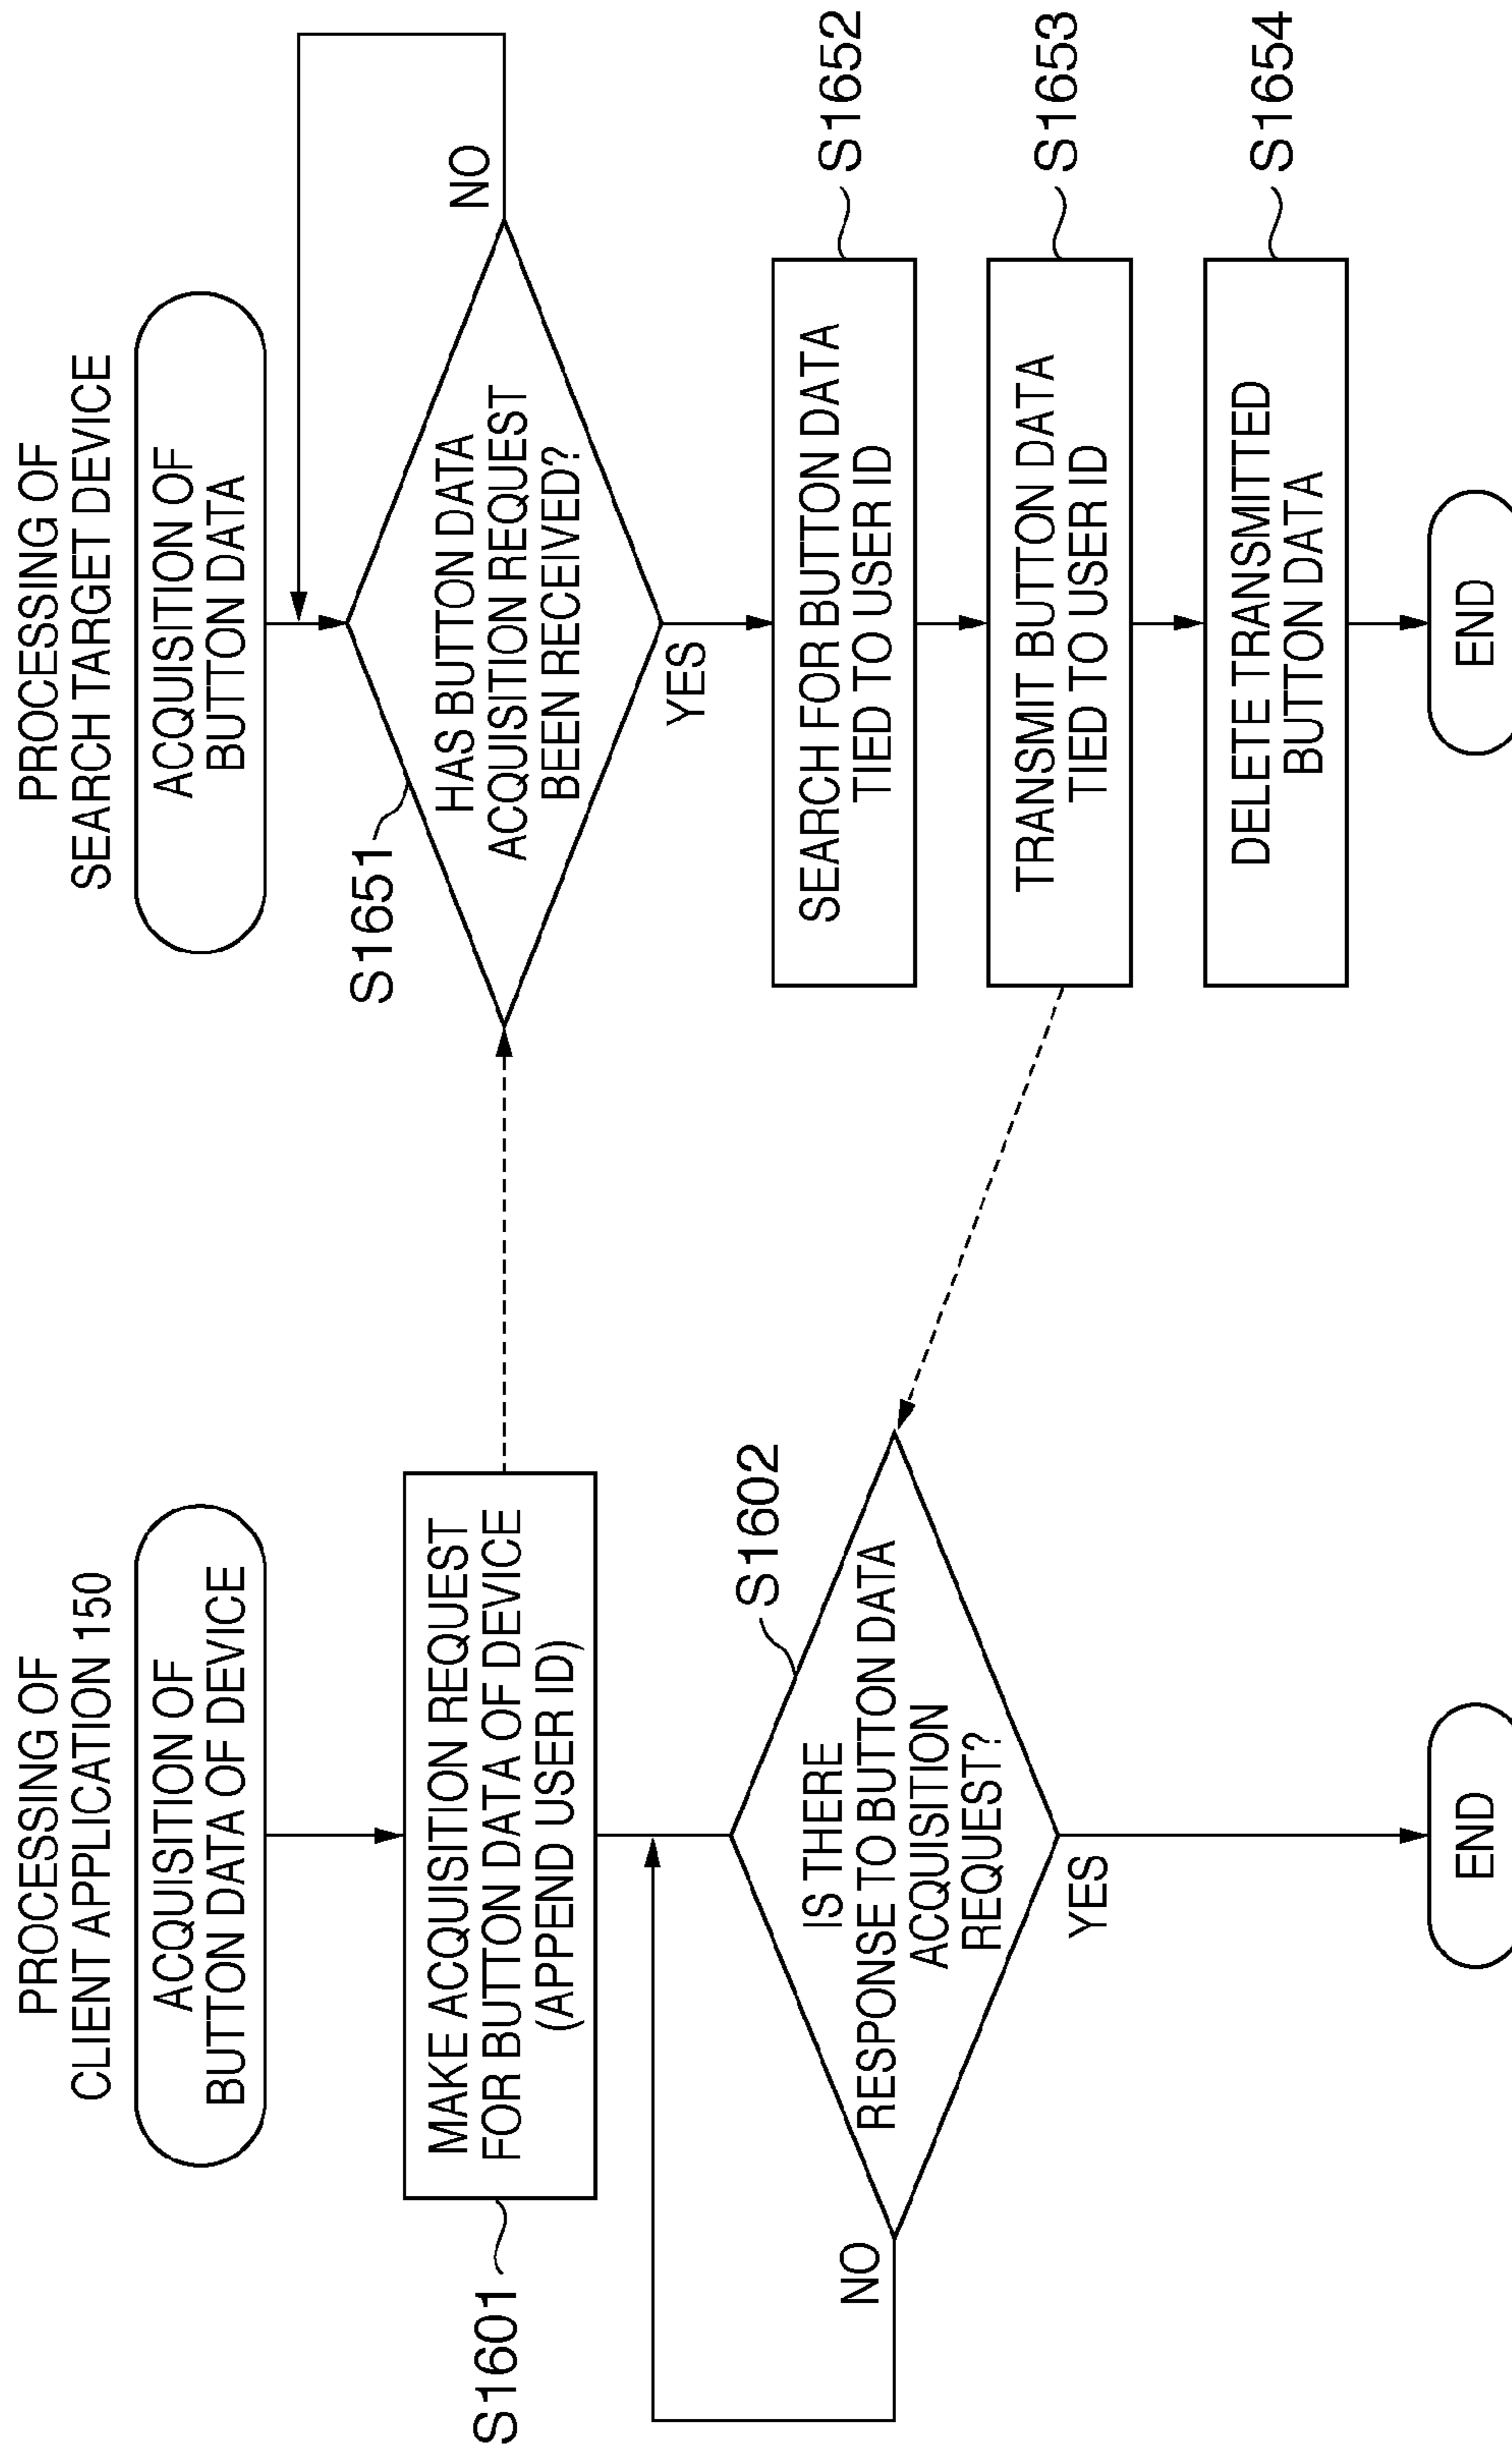 PROCESSING OF
CLIENT APPLICATION 150
ACQUISITION OF
BUTTON DATA OF DEVICE
S1601
MAKE ACQUISITION REQUEST
FOR BUTTON DATA OF DEVICE
(APPEND USER ID)
S1602
IS THERE
RESPONSE TO BUTTON DATA
ACQUISITION
REQUEST?
NO
YES
END
PROCESSING OF
SEARCH TARGET DEVICE
ACQUISITION OF
BUTTON DATA
S1651
HAS BUTTON DATA
ACQUISITION REQUEST
BEEN RECEIVED?
NO
YES
SEARCH FOR BUTTON DATA
TIED TO USER ID
S1652
TRANSMIT BUTTON DATA
TIED TO USER ID
S1653
DELETE TRANSMITTED
BUTTON DATA
S1654
END